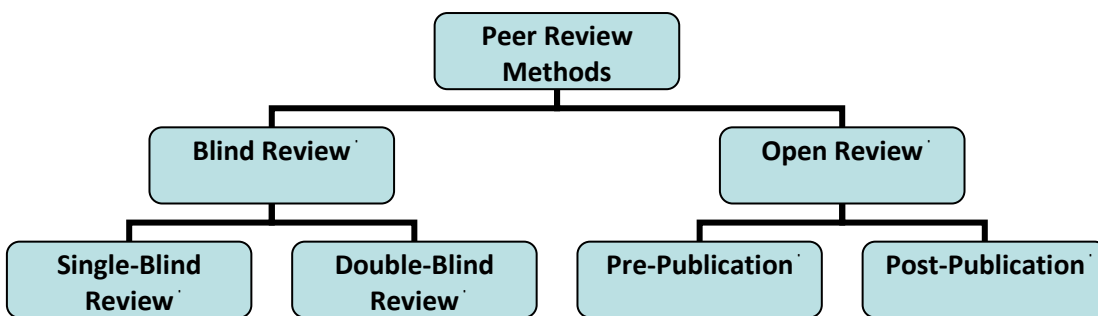 Peer Review
Methods
Blind Review
Open Review
Single-Blind
Review
Double-Blind
Review
Pre-Publication
Post-Publication